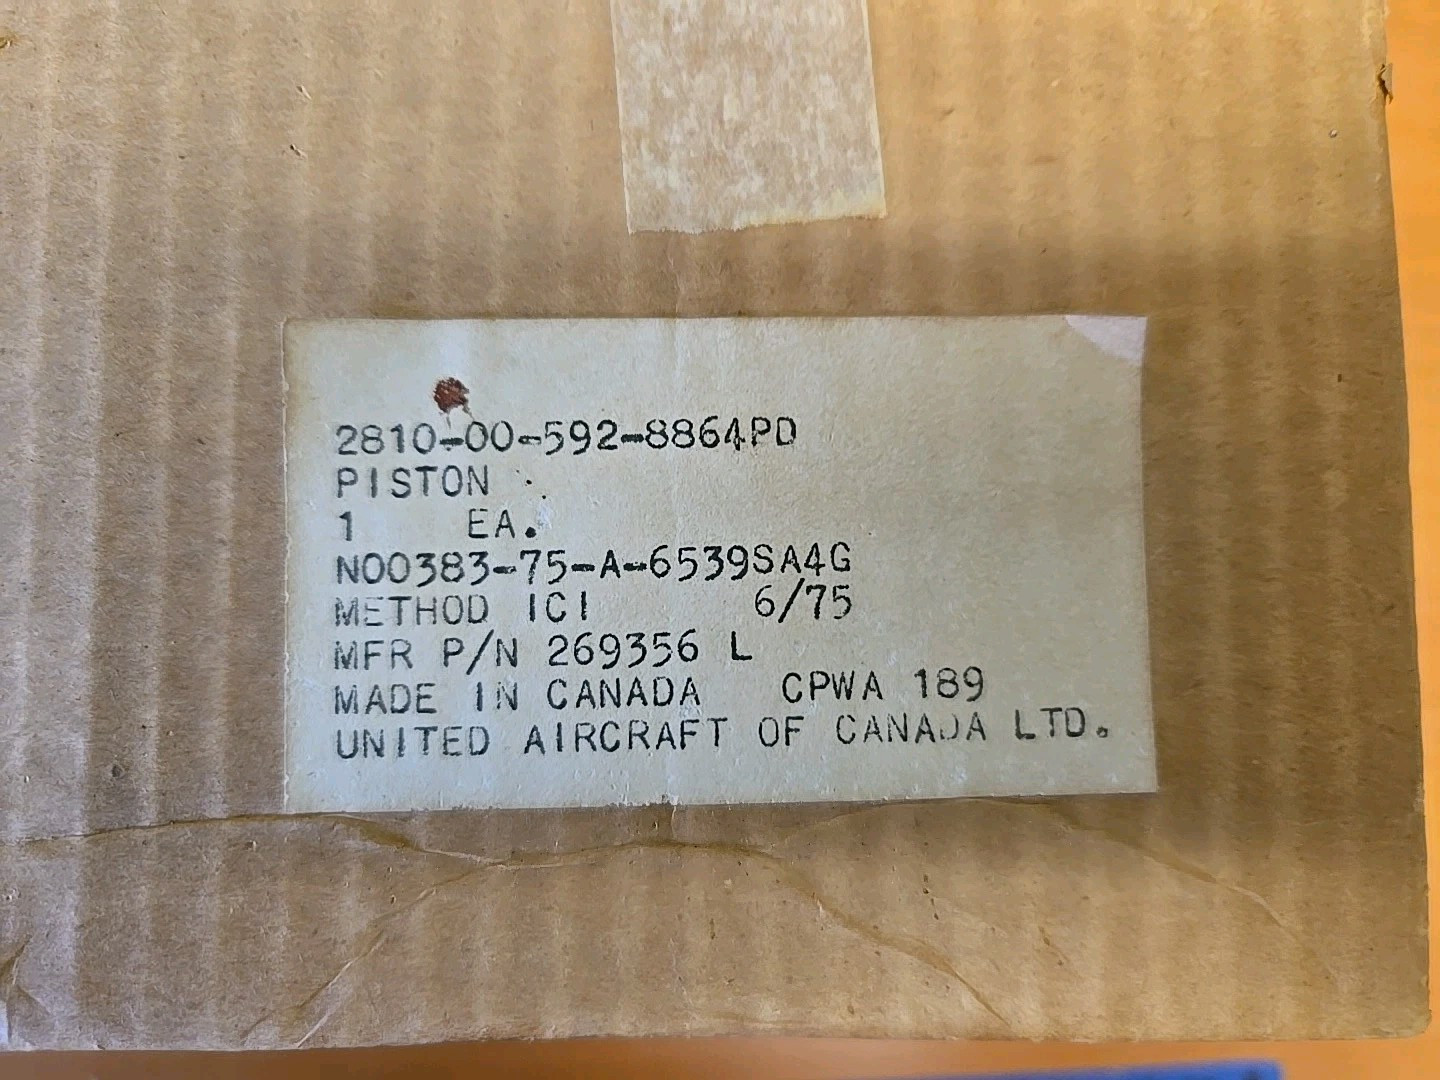 2810-00-592-8864PD
PISTON
1 EA.
N00383-75-A-6539SA4G
METHOD ICI 6/75
MFR P/N 269356 L
MADE IN CANADA CPWA 189
UNITED AIRCRAFT OF CANADA LTD.